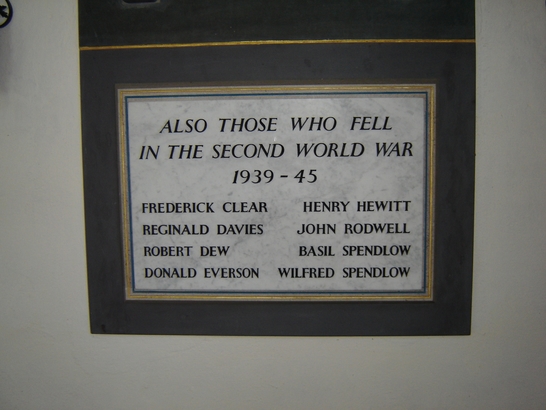 ALSO THOSE WHO FELL
IN THE SECOND WORLD WAR
1939-45
FREDERICK CLEAR HENRY HEWITT
REGINALD DAVIES JOHN RODWELL
ROBERT DEW BASIL SPENDLOW
DONALD EVERSON WILFRED SPENDLOW